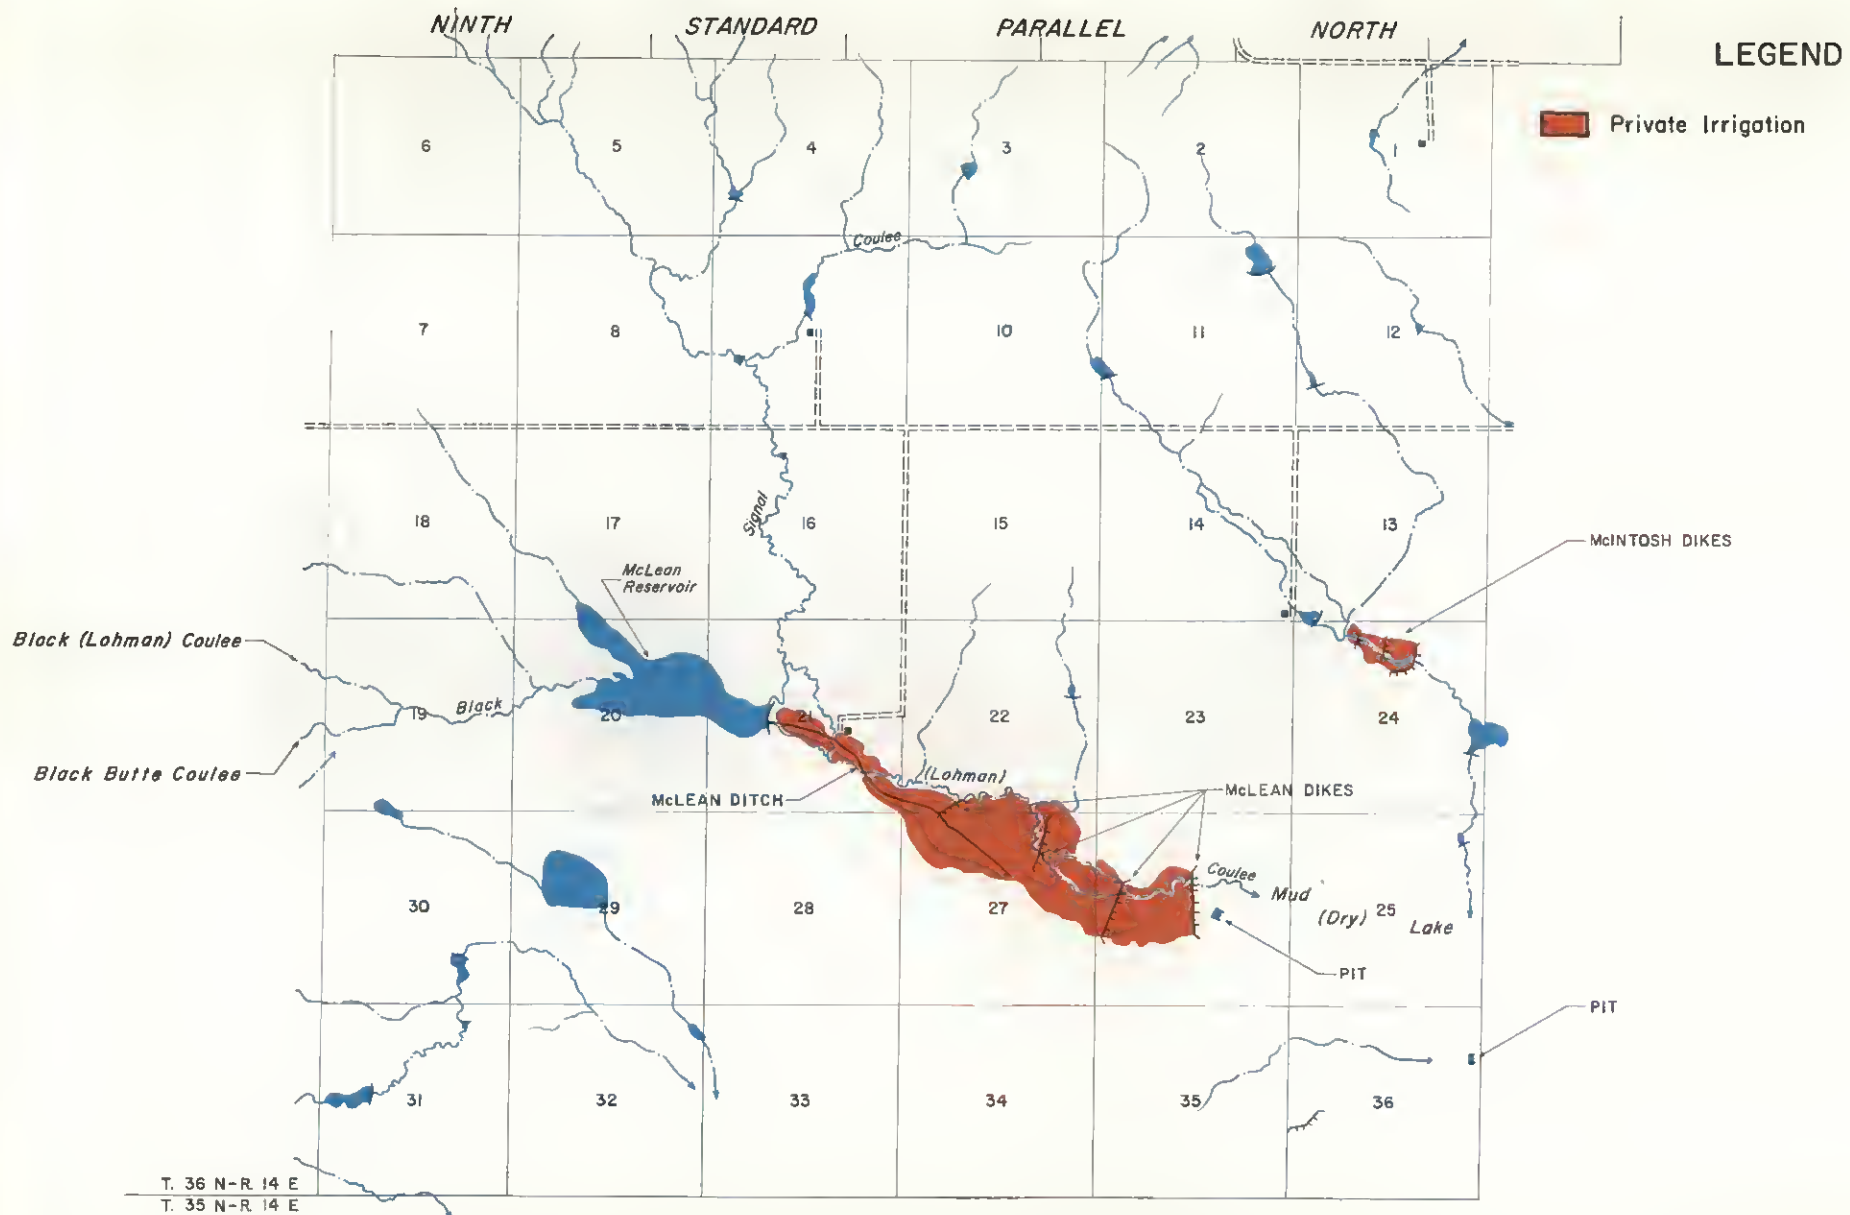 NINTH STANDARD PARALLEL NORTH
LEGEND
Private Irrigation
6 5 4 3 2 1
Coulee
7 8 10 11 12
Signal
18 17 16 15 14 13
McINTOSH DIKES
McLean
Reservoir
Black (Lohman) Coulee
19 Black 20 21 22 23 24
Black Butte Coulee
(Lohman)
McLEAN DITCH
McLEAN DIKES
Coulee
Mud (Dry) Lake
30 29 28 27 25
PIT
PIT
31 32 33 34 35 36
T. 36 N-R. 14 E
T. 35 N-R. 14 E